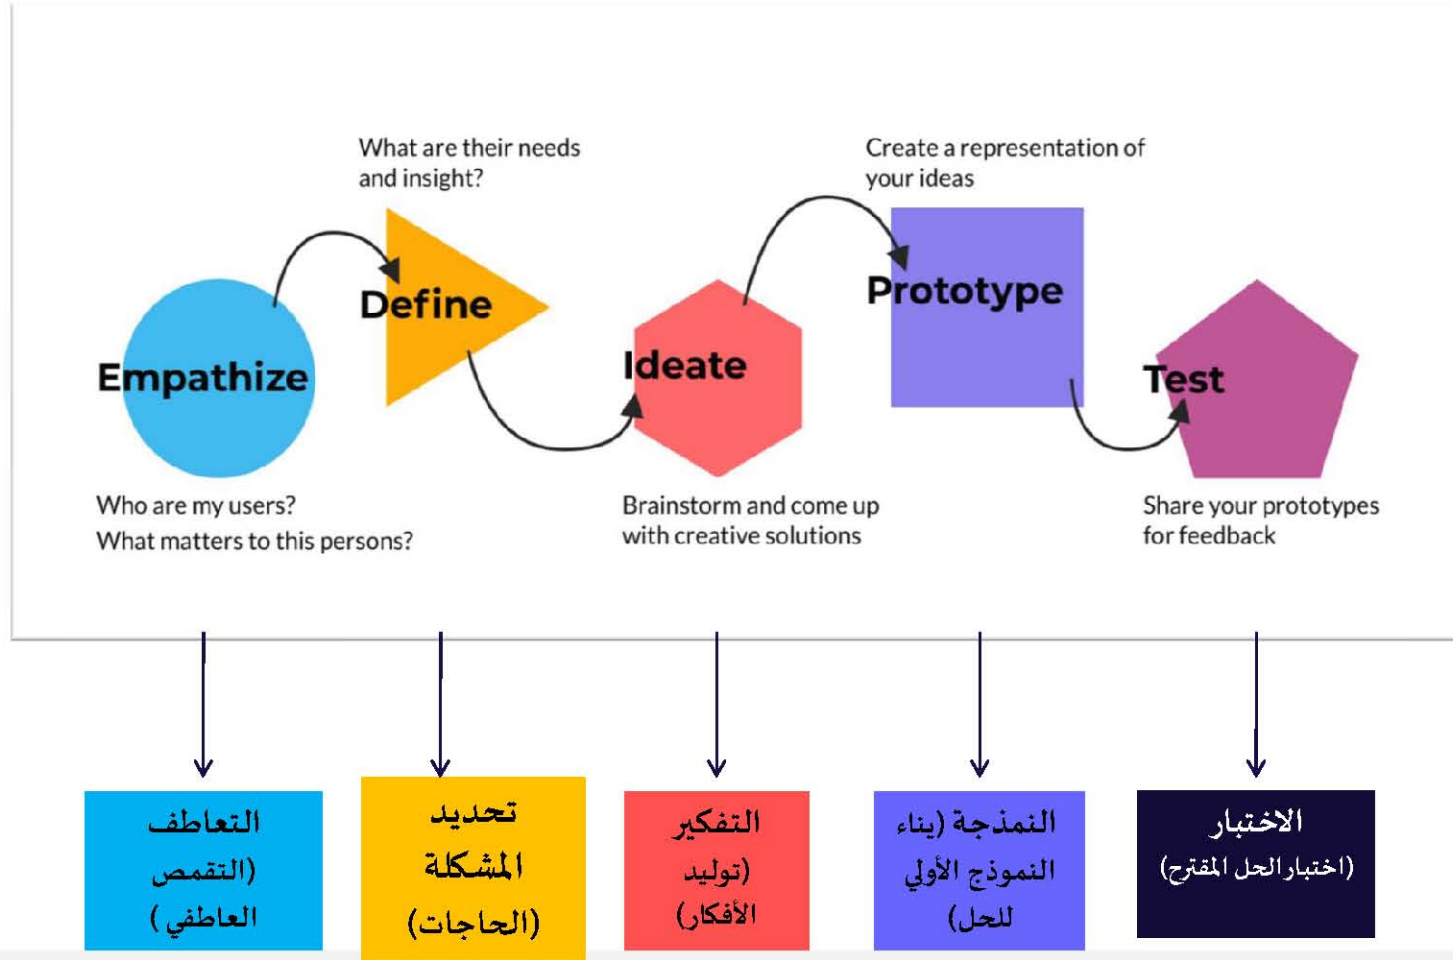 What are their needs
and insight?
Create a representation of
your ideas
Empathize
Define
Ideate
Prototype
Test
Who are my users?
What matters to this persons?
Brainstorm and come up
with creative solutions
Share your prototypes
for feedback
التعاطف
(التقمص
العاطفي )
تحديد
المشكلة
(الحاجات)
التفكير
(توليد
الأفكار)
النمذجة (بناء
النموذج الأولي
للحل)
الاختبار
(اختبار الحل المقترح)